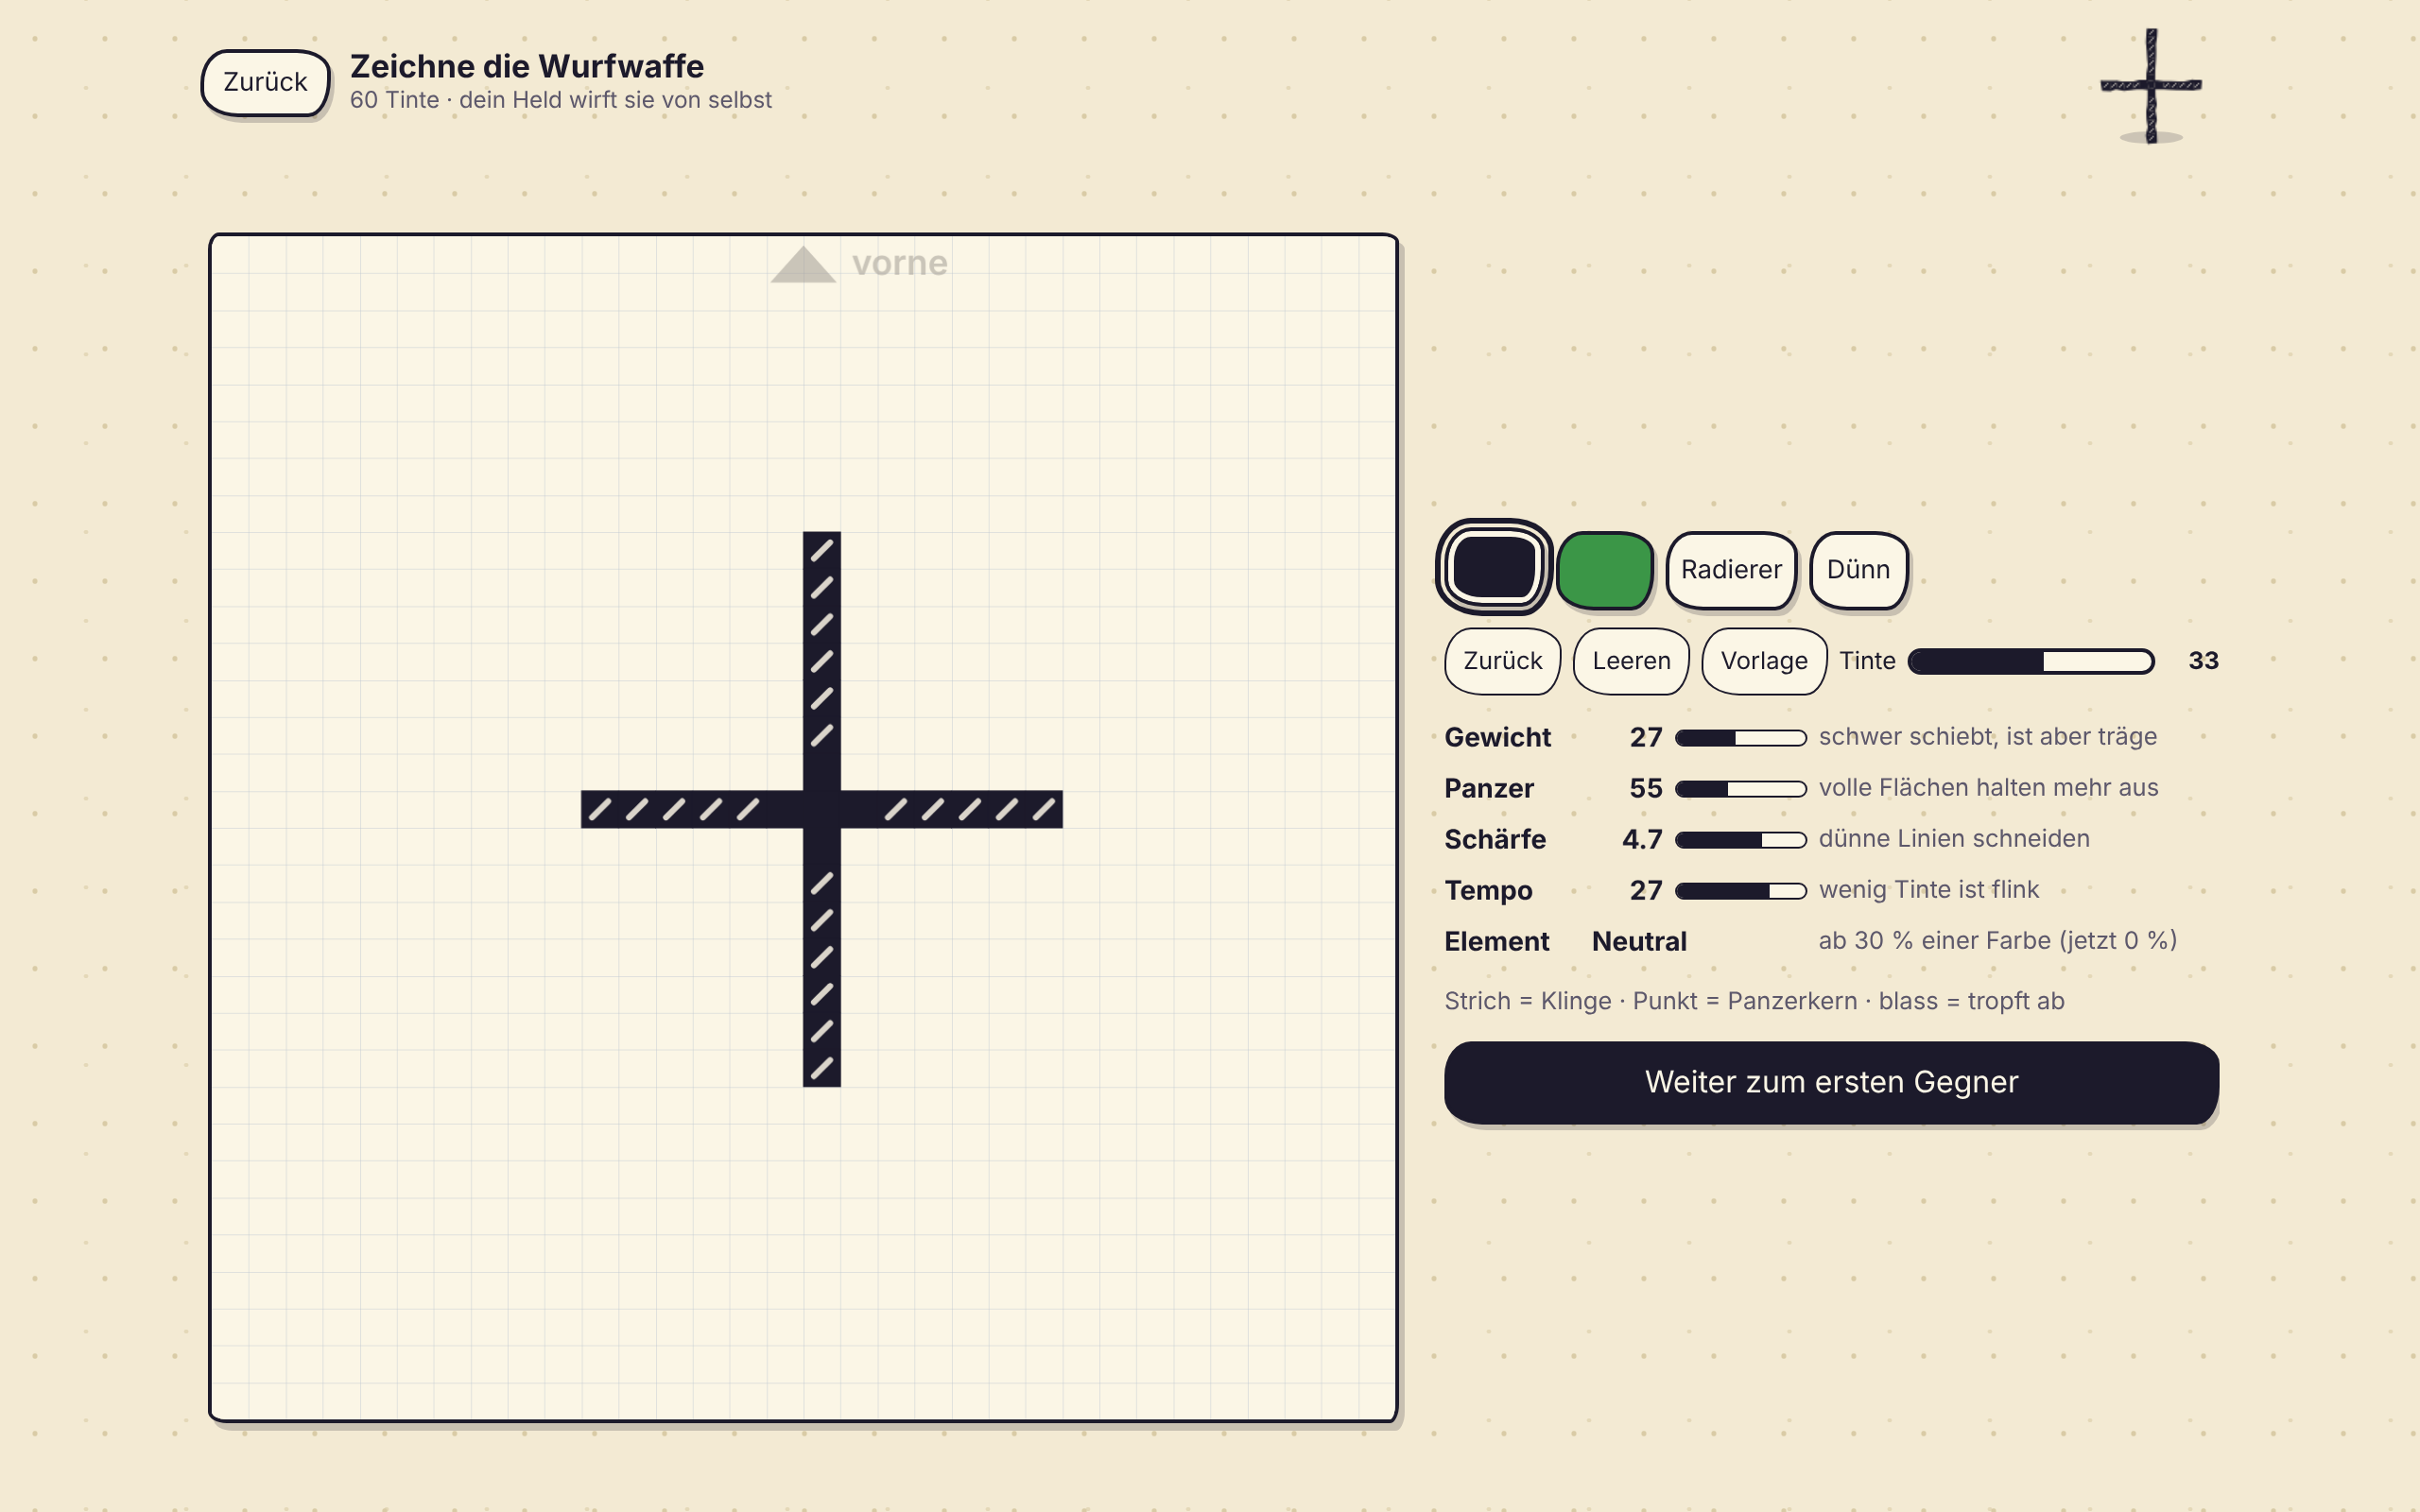 Zurück
Zeichne die Wurfwaffe
60 Tinte · dein Held wirft sie von selbst
vorne
Radierer
Dünn
Zurück
Leeren
Vorlage
Tinte
33
Gewicht 27 schwer schiebt, ist aber träge
Panzer 55 volle Flächen halten mehr aus
Schärfe 4.7 dünne Linien schneiden
Tempo 27 wenig Tinte ist flink
Element Neutral ab 30 % einer Farbe (jetzt 0 %)
Strich = Klinge · Punkt = Panzerkern · blass = tropft ab
Weiter zum ersten Gegner